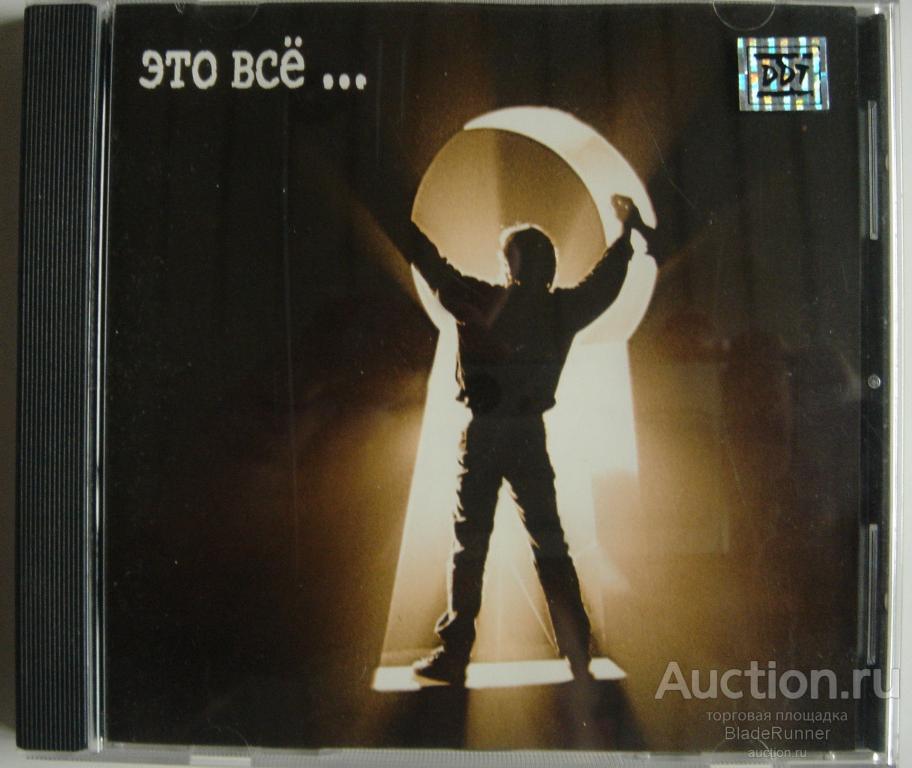 это всё ...
DDT
Auction.ru
торговая площадка
BladeRunner
auction.ru